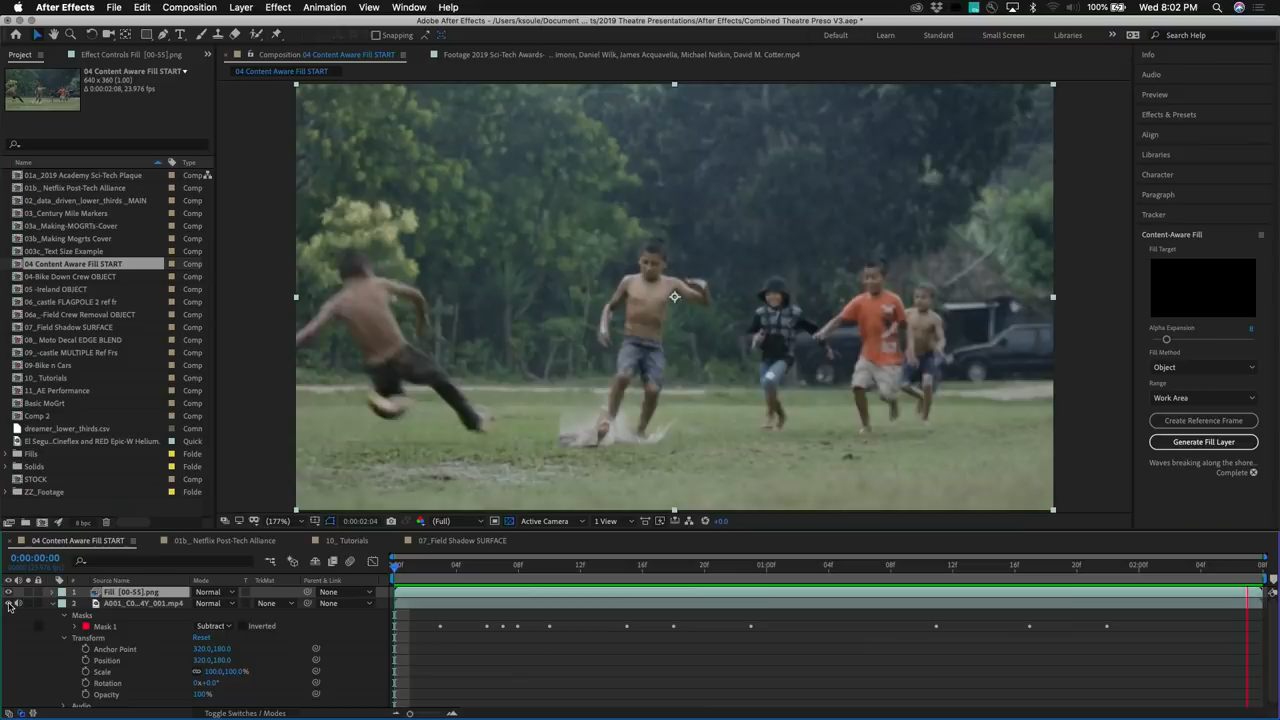 After Effects File Edit Composition Layer Effect Animation View Window Help 100% Wed 8:02 PM
Adobe After Effects CC 2019 - /Users/ksoule/Document ... ts/2019 Theatre Presentations/After Effects/Combined Theatre Preso V3.aep *
Snapping Default Learn Standard Small Screen Libraries Search Help
Project Effect Controls Fill [00-55].png Composition 04 Content Aware Fill START Footage 2019 Sci-Tech Awards- ... imons, Daniel Wilk, James Acquavella, Michael Natkin, David M. Cotter.mp4
04 Content Aware Fill START
640 x 360 (1.00)
Δ 0:00:02:08, 23.976 fps
04 Content Aware Fill START
Name Type
01a_2019 Academy Sci-Tech Plaque Comp
01b_ Netflix Post-Tech Alliance Comp
02_data_driven_lower_thirds _MAIN Comp
03_Century Mile Markers Comp
03a_Making-MOGRTs-Cover Comp
03b_Making Mogrts Cover Comp
003c_Text Size Example Comp
04 Content Aware Fill START Comp
04-Bike Down Crew OBJECT Comp
05 -Ireland OBJECT Comp
06_castle FLAGPOLE 2 ref fr Comp
06a_-Field Crew Removal OBJECT Comp
07_Field Shadow SURFACE Comp
08_ Moto Decal EDGE BLEND Comp
09_-castle MULTIPLE Ref Frs Comp
09-Bike n Cars Comp
10_ Tutorials Comp
11_AE Performance Comp
Basic MoGrt Comp
Comp 2 Comp
dreamer_lower_thirds.csv Comm
El Segu...Cineflex and RED Epic-W Helium. Quick
Fills Folde
Solids Folde
STOCK Comp
ZZ_Footage Folde
8 bpc
(177%) 0:00:02:04 (Full) Active Camera 1 View +0.0
Info
Audio
Preview
Effects & Presets
Align
Libraries
Character
Paragraph
Tracker
Content-Aware Fill
Fill Target
Alpha Expansion 8
Fill Method
Object
Range
Work Area
Create Reference Frame
Generate Fill Layer
Waves breaking along the shore...
Complete
04 Content Aware Fill START 01b_ Netflix Post-Tech Alliance 10_ Tutorials 07_Field Shadow SURFACE
0:00:00:00
# Source Name Mode T TrkMat Parent & Link
04f 08f 12f 16f 20f 2:00f 04f 08f
1 Fill [00-55].png Normal None
2 A001_C0...4Y_001.mp4 Normal None None
Masks
Mask 1 Subtract Inverted
Transform Reset
Anchor Point 320.0,180.0
Position 320.0,180.0
Scale 100.0,100.0%
Rotation 0x+0.0°
Opacity 100%
Audio
Toggle Switches / Modes